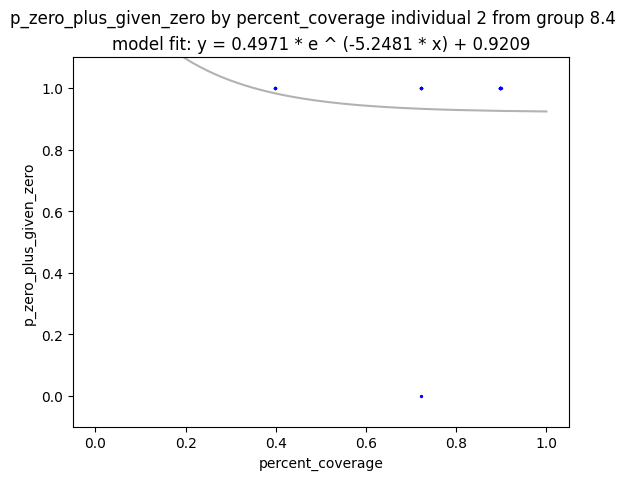 p_zero_plus_given_zero by percent_coverage individual 2 from group 8.4
model fit: y = 0.4971 * e ^ (-5.2481 * x) + 0.9209
1.0
0.8
0.6
0.4
0.2
0.0
p_zero_plus_given_zero
0.0 0.2 0.4 0.6 0.8 1.0
percent_coverage